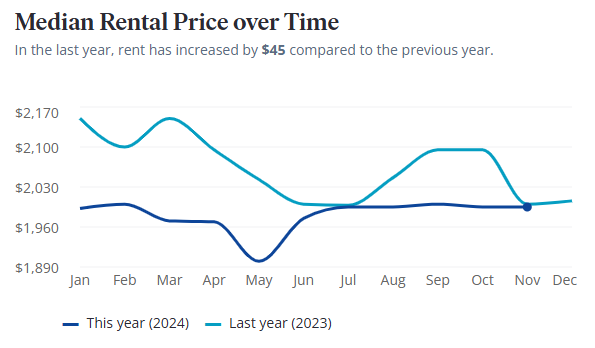 Median Rental Price over Time
In the last year, rent has increased by $45 compared to the previous year.
$2,170
$2,100
$2,030
$1,960
$1,890
Jan Feb Mar Apr May Jun Jul Aug Sep Oct Nov Dec
This year (2024) Last year (2023)